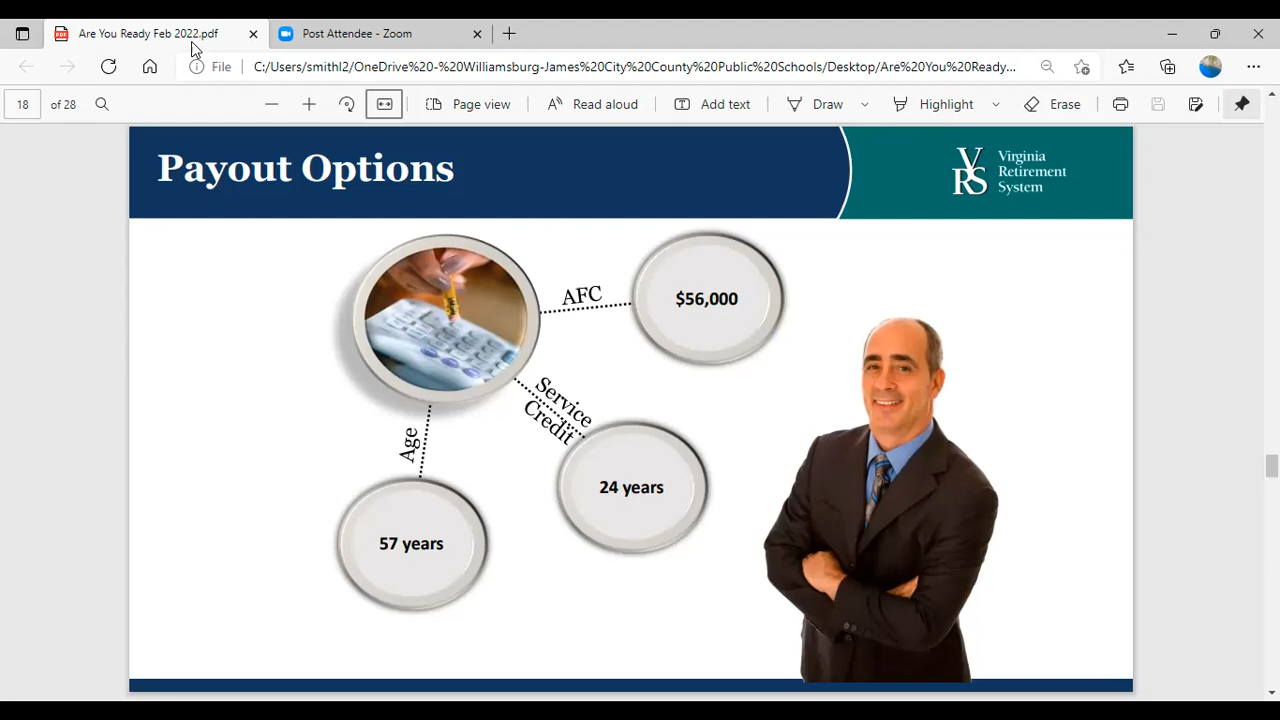 Are You Ready Feb 2022.pdf
Post Attendee - Zoom
File
C:/Users/smithl2/OneDrive%20-%20Williamsburg-James%20City%20County%20Public%20Schools/Desktop/Are%20You%20Ready...
18 of 28
Page view
Read aloud
Add text
Draw
Highlight
Erase
Payout Options
VRS
Virginia
Retirement
System
AFC
$56,000
Service
Credit
24 years
Age
57 years